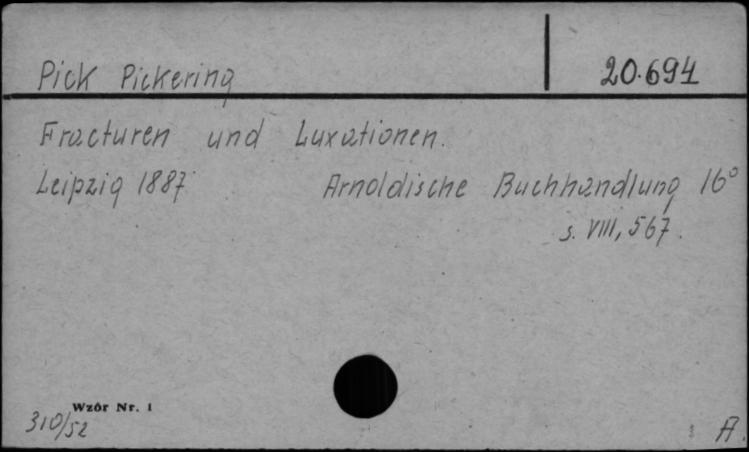 Pick Pickering 20.694
Fracturen und Luxationen.
Leipzig 1887 Arnoldische Buchhandlung 16°
s. VIII, 567.
Wzór Nr. 1
310/52
A.